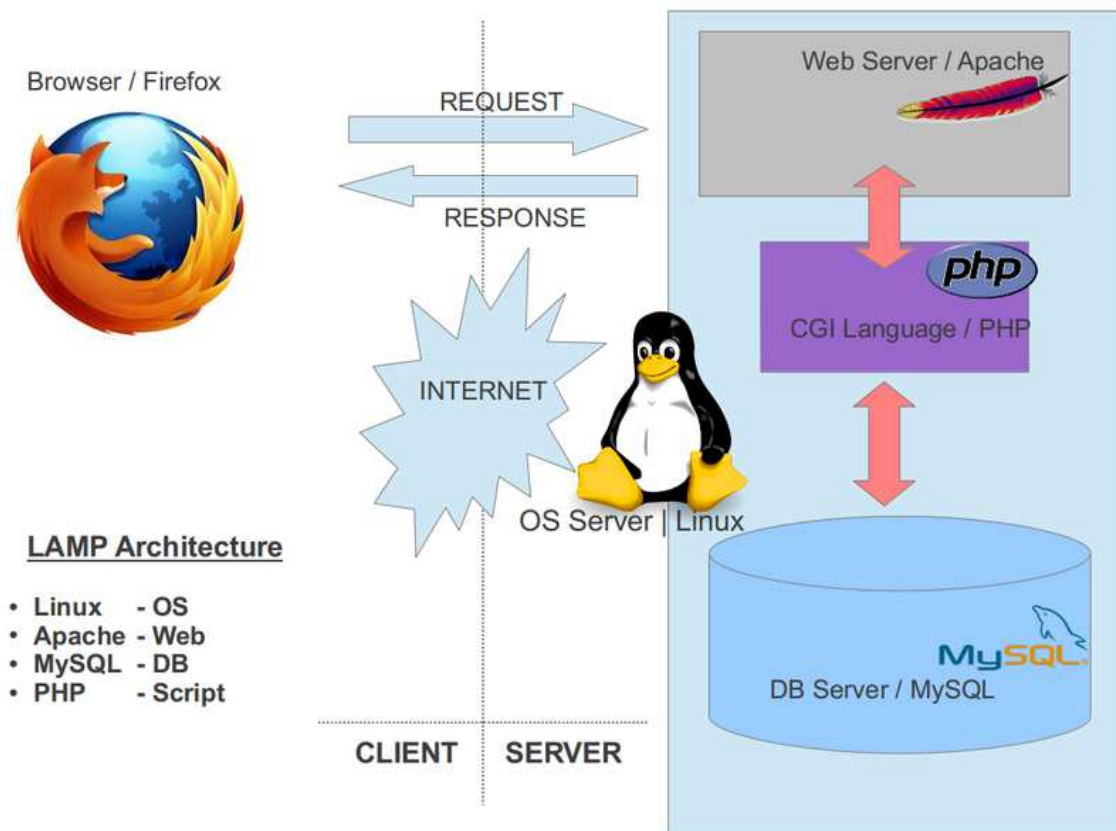 Browser / Firefox
REQUEST
RESPONSE
INTERNET
OS Server | Linux
Web Server / Apache
php
CGI Language / PHP
MySQL
DB Server / MySQL
LAMP Architecture
• Linux - OS
• Apache - Web
• MySQL - DB
• PHP - Script
CLIENT SERVER